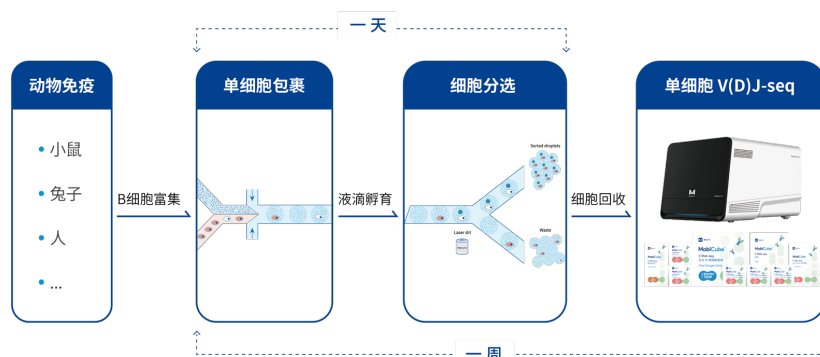 一 天
动物免疫
• 小鼠
• 兔子
• 人
• ...
B细胞富集
单细胞包裹
液滴孵育
细胞分选
Sorted droplets
Laser slit
Waste
细胞回收
单细胞 V(D)J-seq
MobiCube
一 周